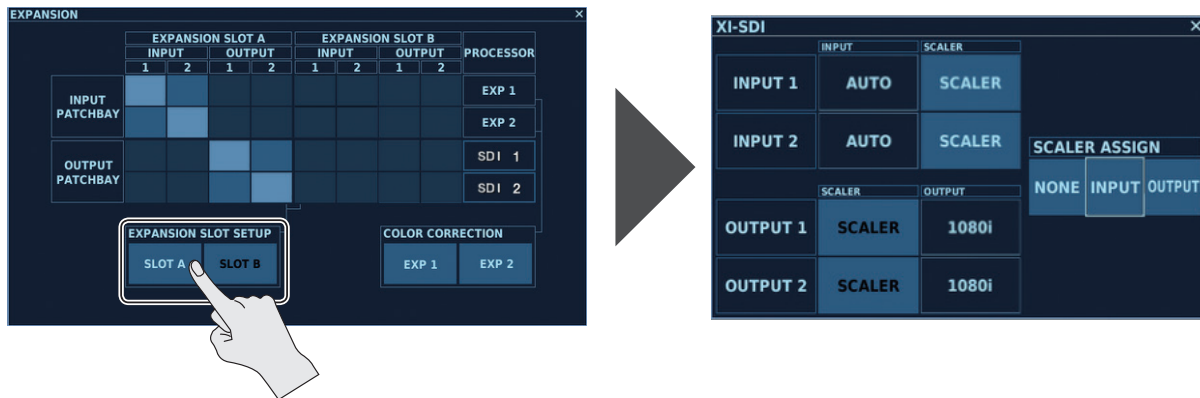 EXPANSION ×
EXPANSION SLOT A EXPANSION SLOT B
INPUT OUTPUT INPUT OUTPUT PROCESSOR
1 2 1 2 1 2 1 2
INPUT PATCHBAY EXP 1
EXP 2
OUTPUT PATCHBAY SDI 1
SDI 2
EXPANSION SLOT SETUP COLOR CORRECTION
SLOT A SLOT B EXP 1 EXP 2
XI-SDI ×
INPUT SCALER
INPUT 1 AUTO SCALER
INPUT 2 AUTO SCALER
SCALER ASSIGN
NONE INPUT OUTPUT
SCALER OUTPUT
OUTPUT 1 SCALER 1080i
OUTPUT 2 SCALER 1080i